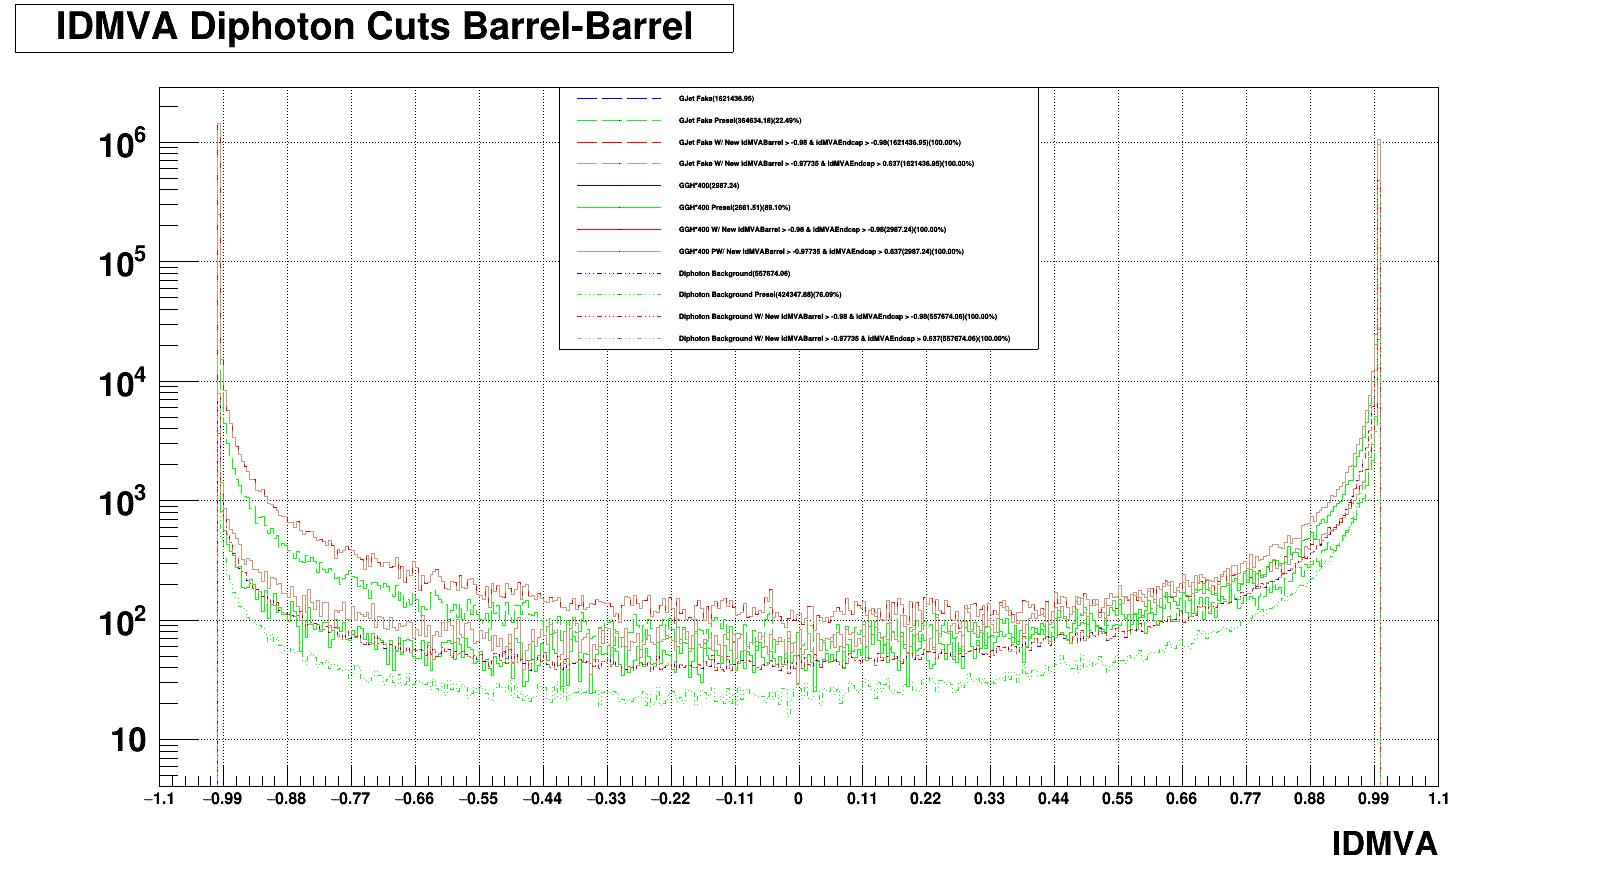 IDMVA Diphoton Cuts Barrel-Barrel
GJet Fake(1621436.95)
GJet Fake Presel(364634.18)(22.49%)
GJet Fake W/ New IdMVABarrel > -0.98 & IdMVAEndcap > -0.98(1621436.95)(100.00%)
GJet Fake W/ New IdMVABarrel > -0.97735 & IdMVAEndcap > 0.637(1621436.95)(100.00%)
GGH*400(2987.24)
GGH*400 Presel(2661.51)(89.10%)
GGH*400 W/ New IdMVABarrel > -0.98 & IdMVAEndcap > -0.98(2987.24)(100.00%)
GGH*400 PW/ New IdMVABarrel > -0.97735 & IdMVAEndcap > 0.637(2987.24)(100.00%)
Diphoton Background(557674.06)
Diphoton Background Presel(424347.88)(76.09%)
Diphoton Background W/ New IdMVABarrel > -0.98 & IdMVAEndcap > -0.98(557674.06)(100.00%)
Diphoton Background W/ New IdMVABarrel > -0.97735 & IdMVAEndcap > 0.637(557674.06)(100.00%)
10⁶
10⁵
10⁴
10³
10²
10
−1.1 −0.99 −0.88 −0.77 −0.66 −0.55 −0.44 −0.33 −0.22 −0.11 0 0.11 0.22 0.33 0.44 0.55 0.66 0.77 0.88 0.99 1.1
IDMVA